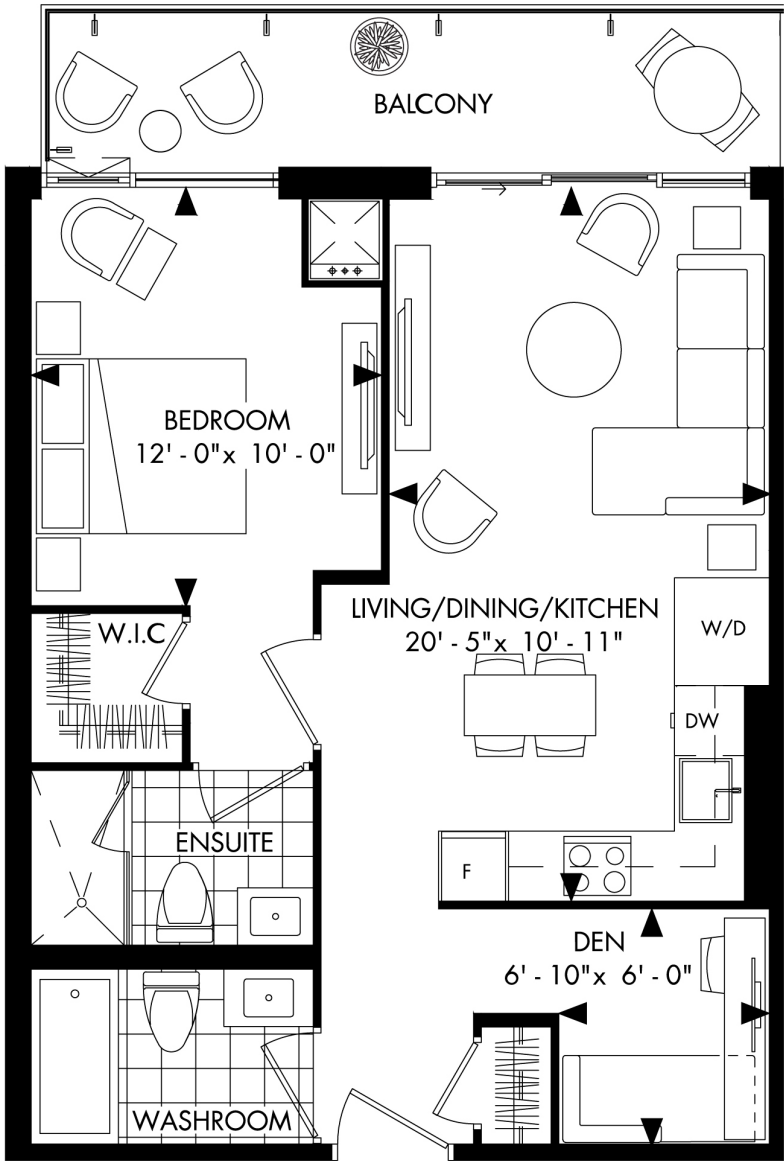 BALCONY
BEDROOM
12' - 0" x 10' - 0"
W.I.C
LIVING/DINING/KITCHEN
20' - 5" x 10' - 11"
W/D
DW
ENSUITE
F
DEN
6' - 10" x 6' - 0"
WASHROOM